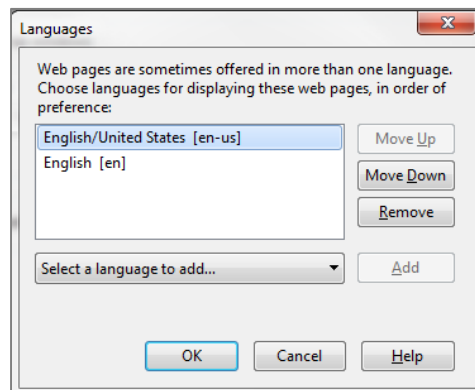 Languages
Web pages are sometimes offered in more than one language.
Choose languages for displaying these web pages, in order of
preference:
English/United States [en-us]
English [en]
Move Up
Move Down
Remove
Select a language to add...
Add
OK
Cancel
Help